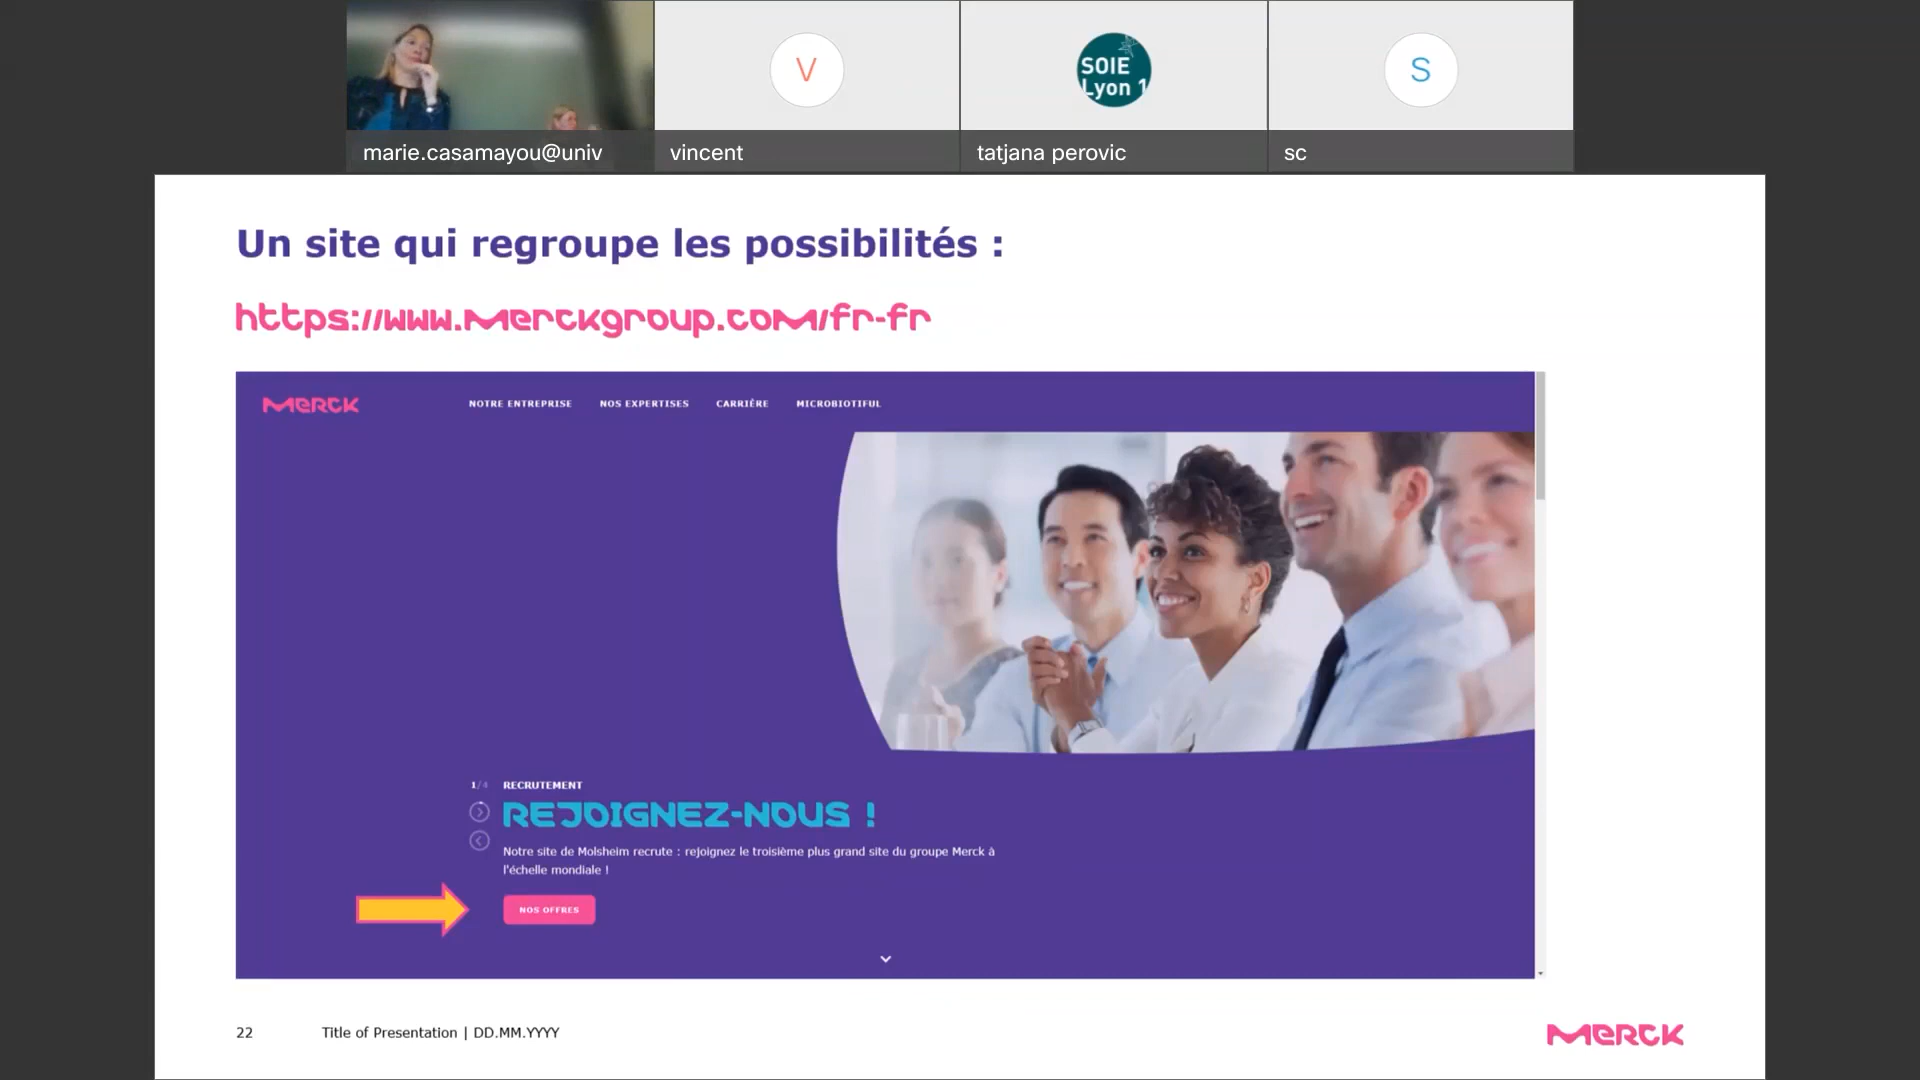 V
SOIE
Lyon 1
S
marie.casamayou@univ
vincent
tatjana perovic
sc
Un site qui regroupe les possibilités :
https://www.merckgroup.com/fr-fr
MERCK
NOTRE ENTREPRISE
NOS EXPERTISES
CARRIÈRE
MICROBIOTIFUL
1/4
RECRUTEMENT
REJOIGNEZ-NOUS !
Notre site de Molsheim recrute : rejoignez le troisième plus grand site du groupe Merck à
l'échelle mondiale !
NOS OFFRES
22
Title of Presentation | DD.MM.YYYY
MERCK